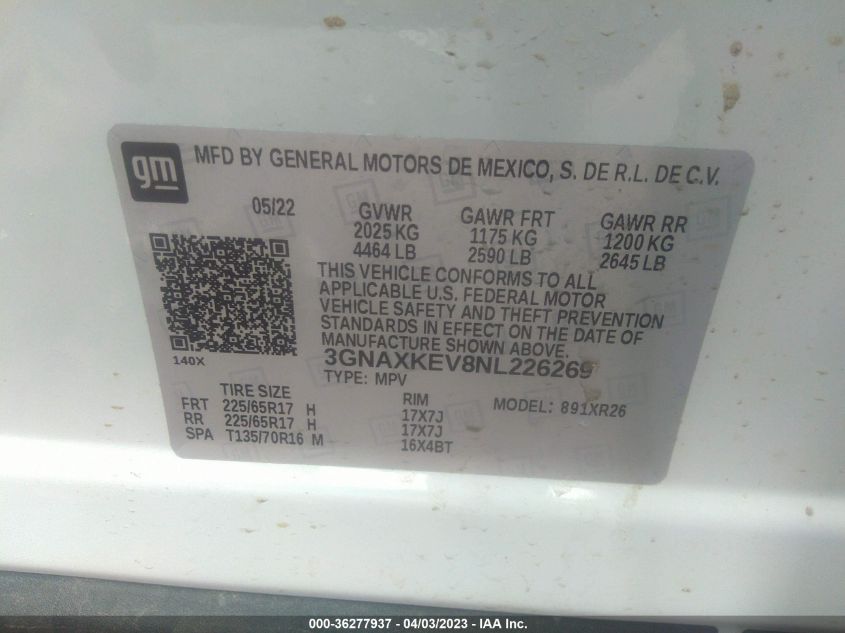 gm
MFD BY GENERAL MOTORS DE MEXICO, S. DE R.L. DE C.V.
05/22
GVWR GAWR FRT GAWR RR
2025 KG 1175 KG 1200 KG
4464 LB 2590 LB 2645 LB
THIS VEHICLE CONFORMS TO ALL
APPLICABLE U.S. FEDERAL MOTOR
VEHICLE SAFETY AND THEFT PREVENTION
STANDARDS IN EFFECT ON THE DATE OF
MANUFACTURE SHOWN ABOVE.
140X
3GNAXKEV8NL226269
TYPE: MPV
TIRE SIZE RIM MODEL: 891XR26
FRT 225/65R17 H 17X7J
RR 225/65R17 H 17X7J
SPA T135/70R16 M 16X4BT
000-36277937 - 04/03/2023 - IAA Inc.